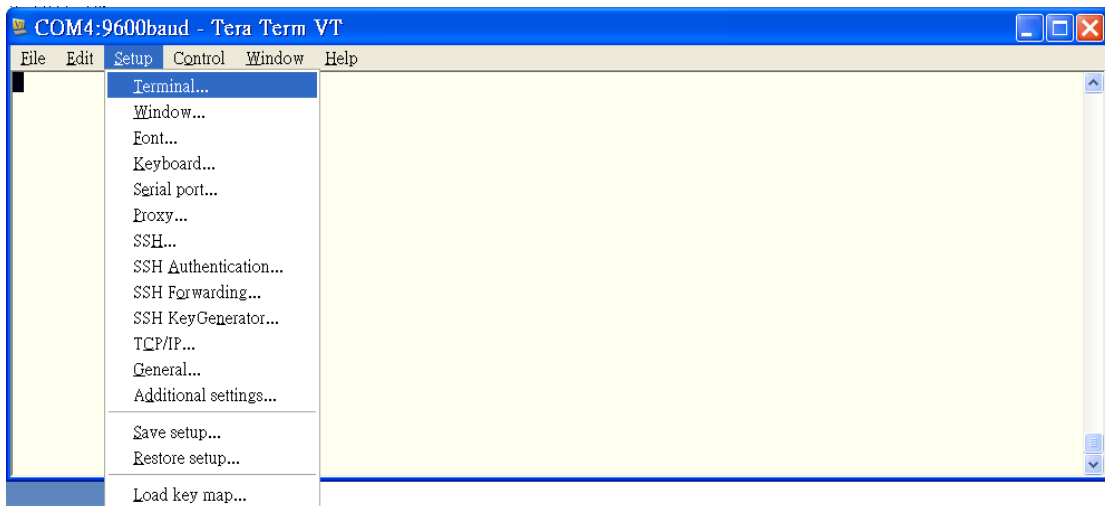 COM4:9600baud - Tera Term VT
File Edit Setup Control Window Help
Terminal...
Window...
Font...
Keyboard...
Serial port...
Proxy...
SSH...
SSH Authentication...
SSH Forwarding...
SSH KeyGenerator...
TCP/IP...
General...
Additional settings...
Save setup...
Restore setup...
Load key map...